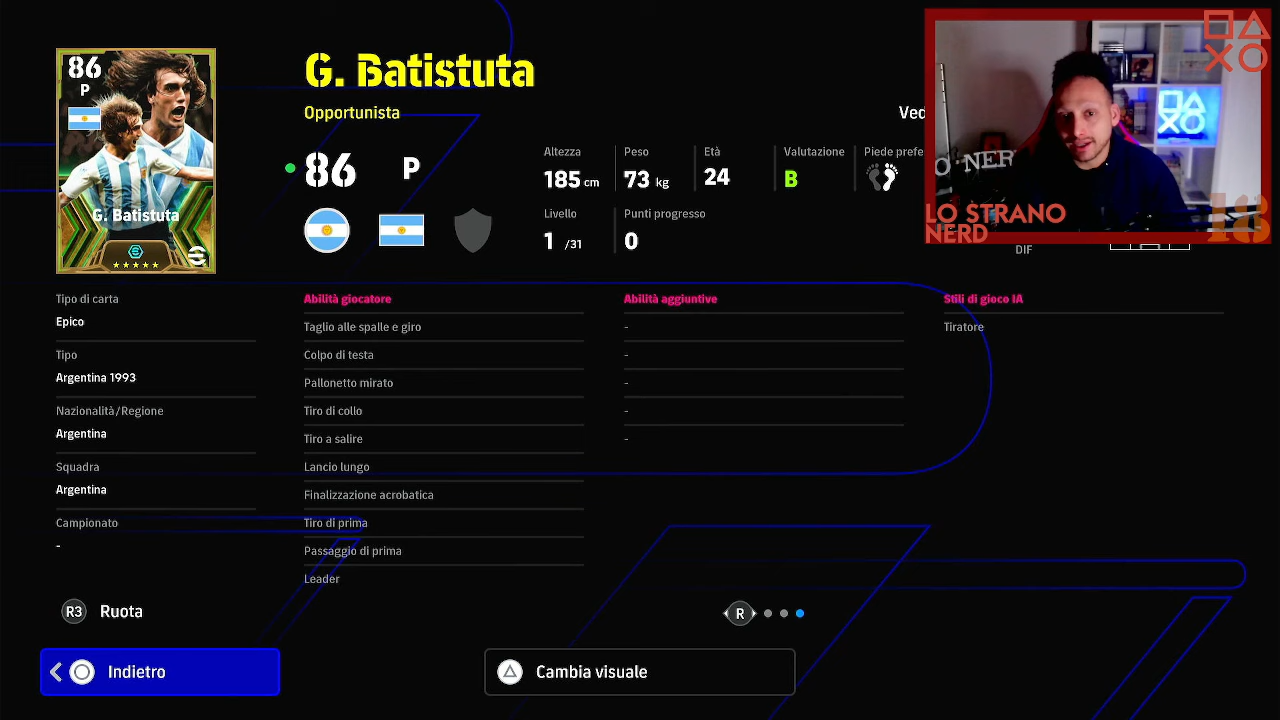 86
P
G. Batistuta
G. Batistuta
Opportunista
Ved
86 P
Altezza
185 cm
Peso
73 kg
Età
24
Valutazione
B
Piede prefe
Livello
1 /31
Punti progresso
0
DIF
LO STRANO
NERD
18
O NER
Tipo di carta
Epico
Tipo
Argentina 1993
Nazionalità/Regione
Argentina
Squadra
Argentina
Campionato
-
Abilità giocatore
Taglio alle spalle e giro
Colpo di testa
Pallonetto mirato
Tiro di collo
Tiro a salire
Lancio lungo
Finalizzazione acrobatica
Tiro di prima
Passaggio di prima
Leader
Abilità aggiuntive
-
-
-
-
-
Stili di gioco IA
Tiratore
R3 Ruota
R
Indietro
Cambia visuale